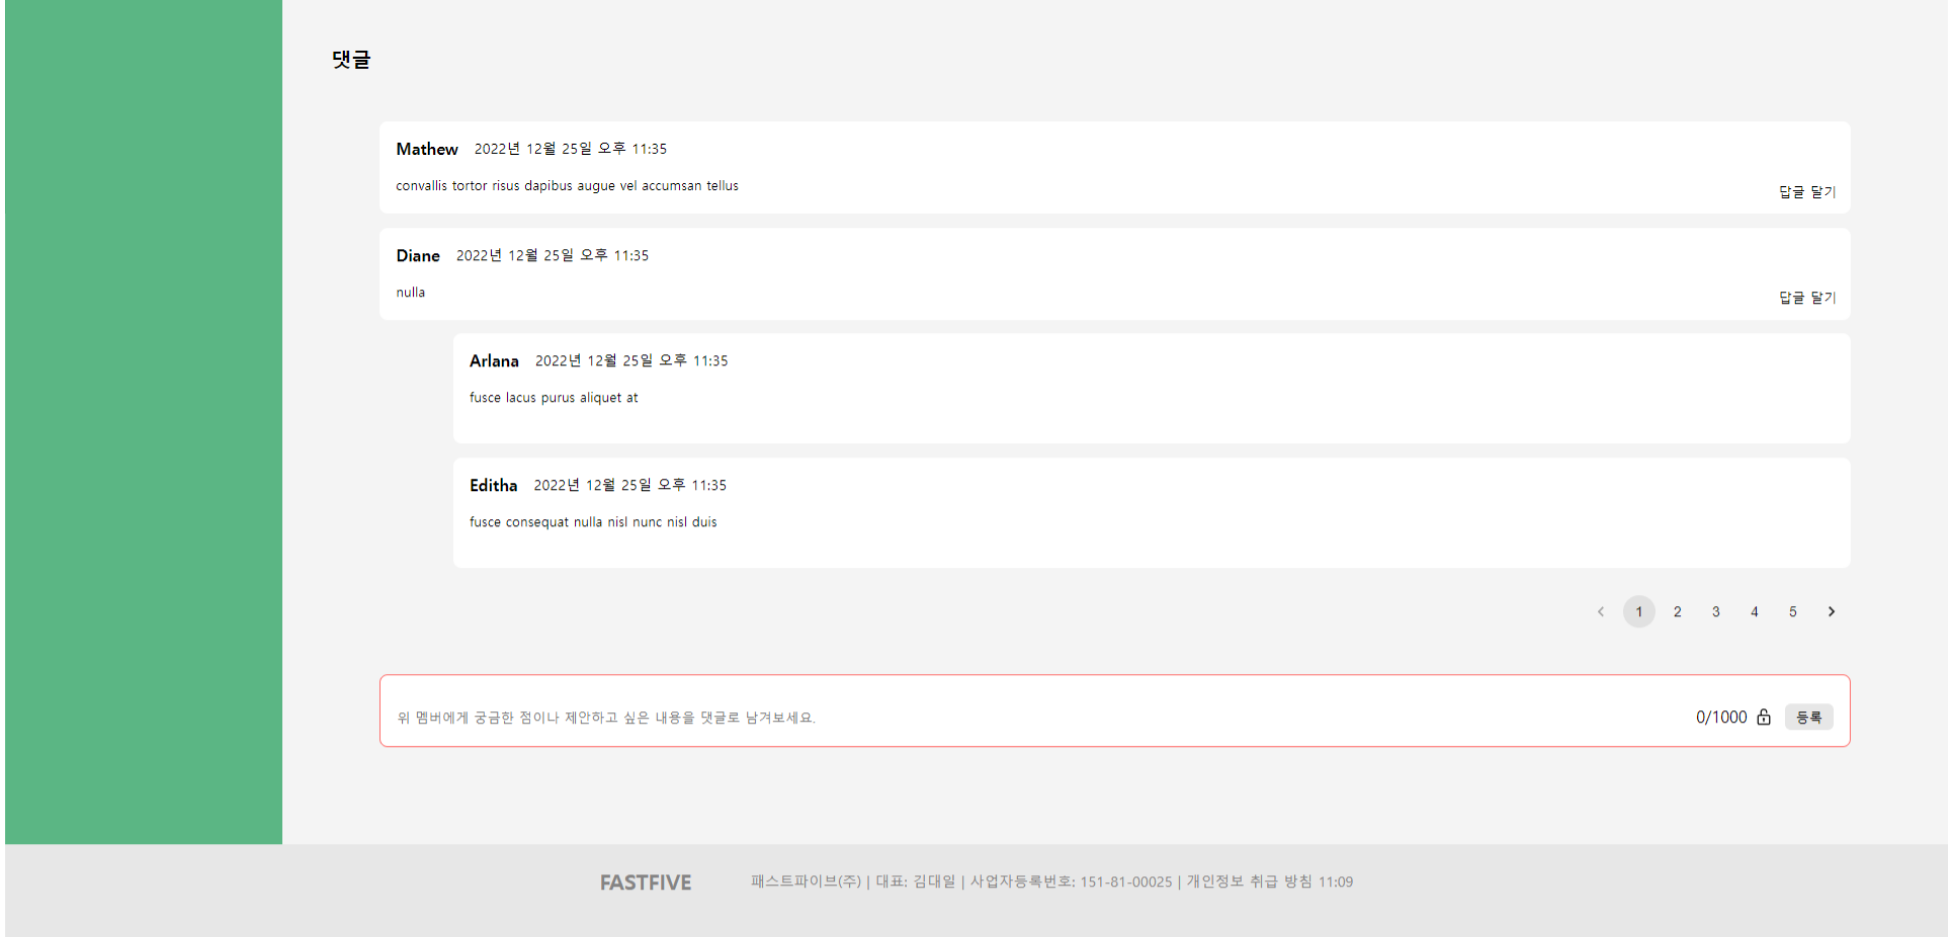 댓글
Mathew 2022년 12월 25일 오후 11:35
convallis tortor risus dapibus augue vel accumsan tellus
답글 달기
Diane 2022년 12월 25일 오후 11:35
nulla
답글 달기
Arlana 2022년 12월 25일 오후 11:35
fusce lacus purus aliquet at
Editha 2022년 12월 25일 오후 11:35
fusce consequat nulla nisl nunc nisl duis
1 2 3 4 5
위 멤버에게 궁금한 점이나 제안하고 싶은 내용을 댓글로 남겨보세요. 0/1000 등록
FASTFIVE 패스트파이브(주) | 대표: 김대일 | 사업자등록번호: 151-81-00025 | 개인정보 취급 방침 11:09